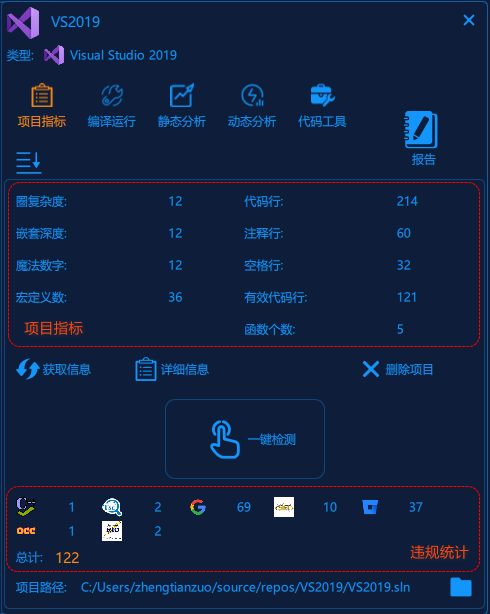 VS2019
类型: Visual Studio 2019
项目指标 编译运行 静态分析 动态分析 代码工具
报告
圈复杂度: 12 代码行: 214
嵌套深度: 12 注释行: 60
魔法数字: 12 空格行: 32
宏定义数: 36 有效代码行: 121
项目指标 函数个数: 5
获取信息 详细信息 删除项目
一键检测
1 2 69 10 37
OCC 1 2
总计: 122 违规统计
项目路径: C:/Users/zhengtianzuo/source/repos/VS2019/VS2019.sln